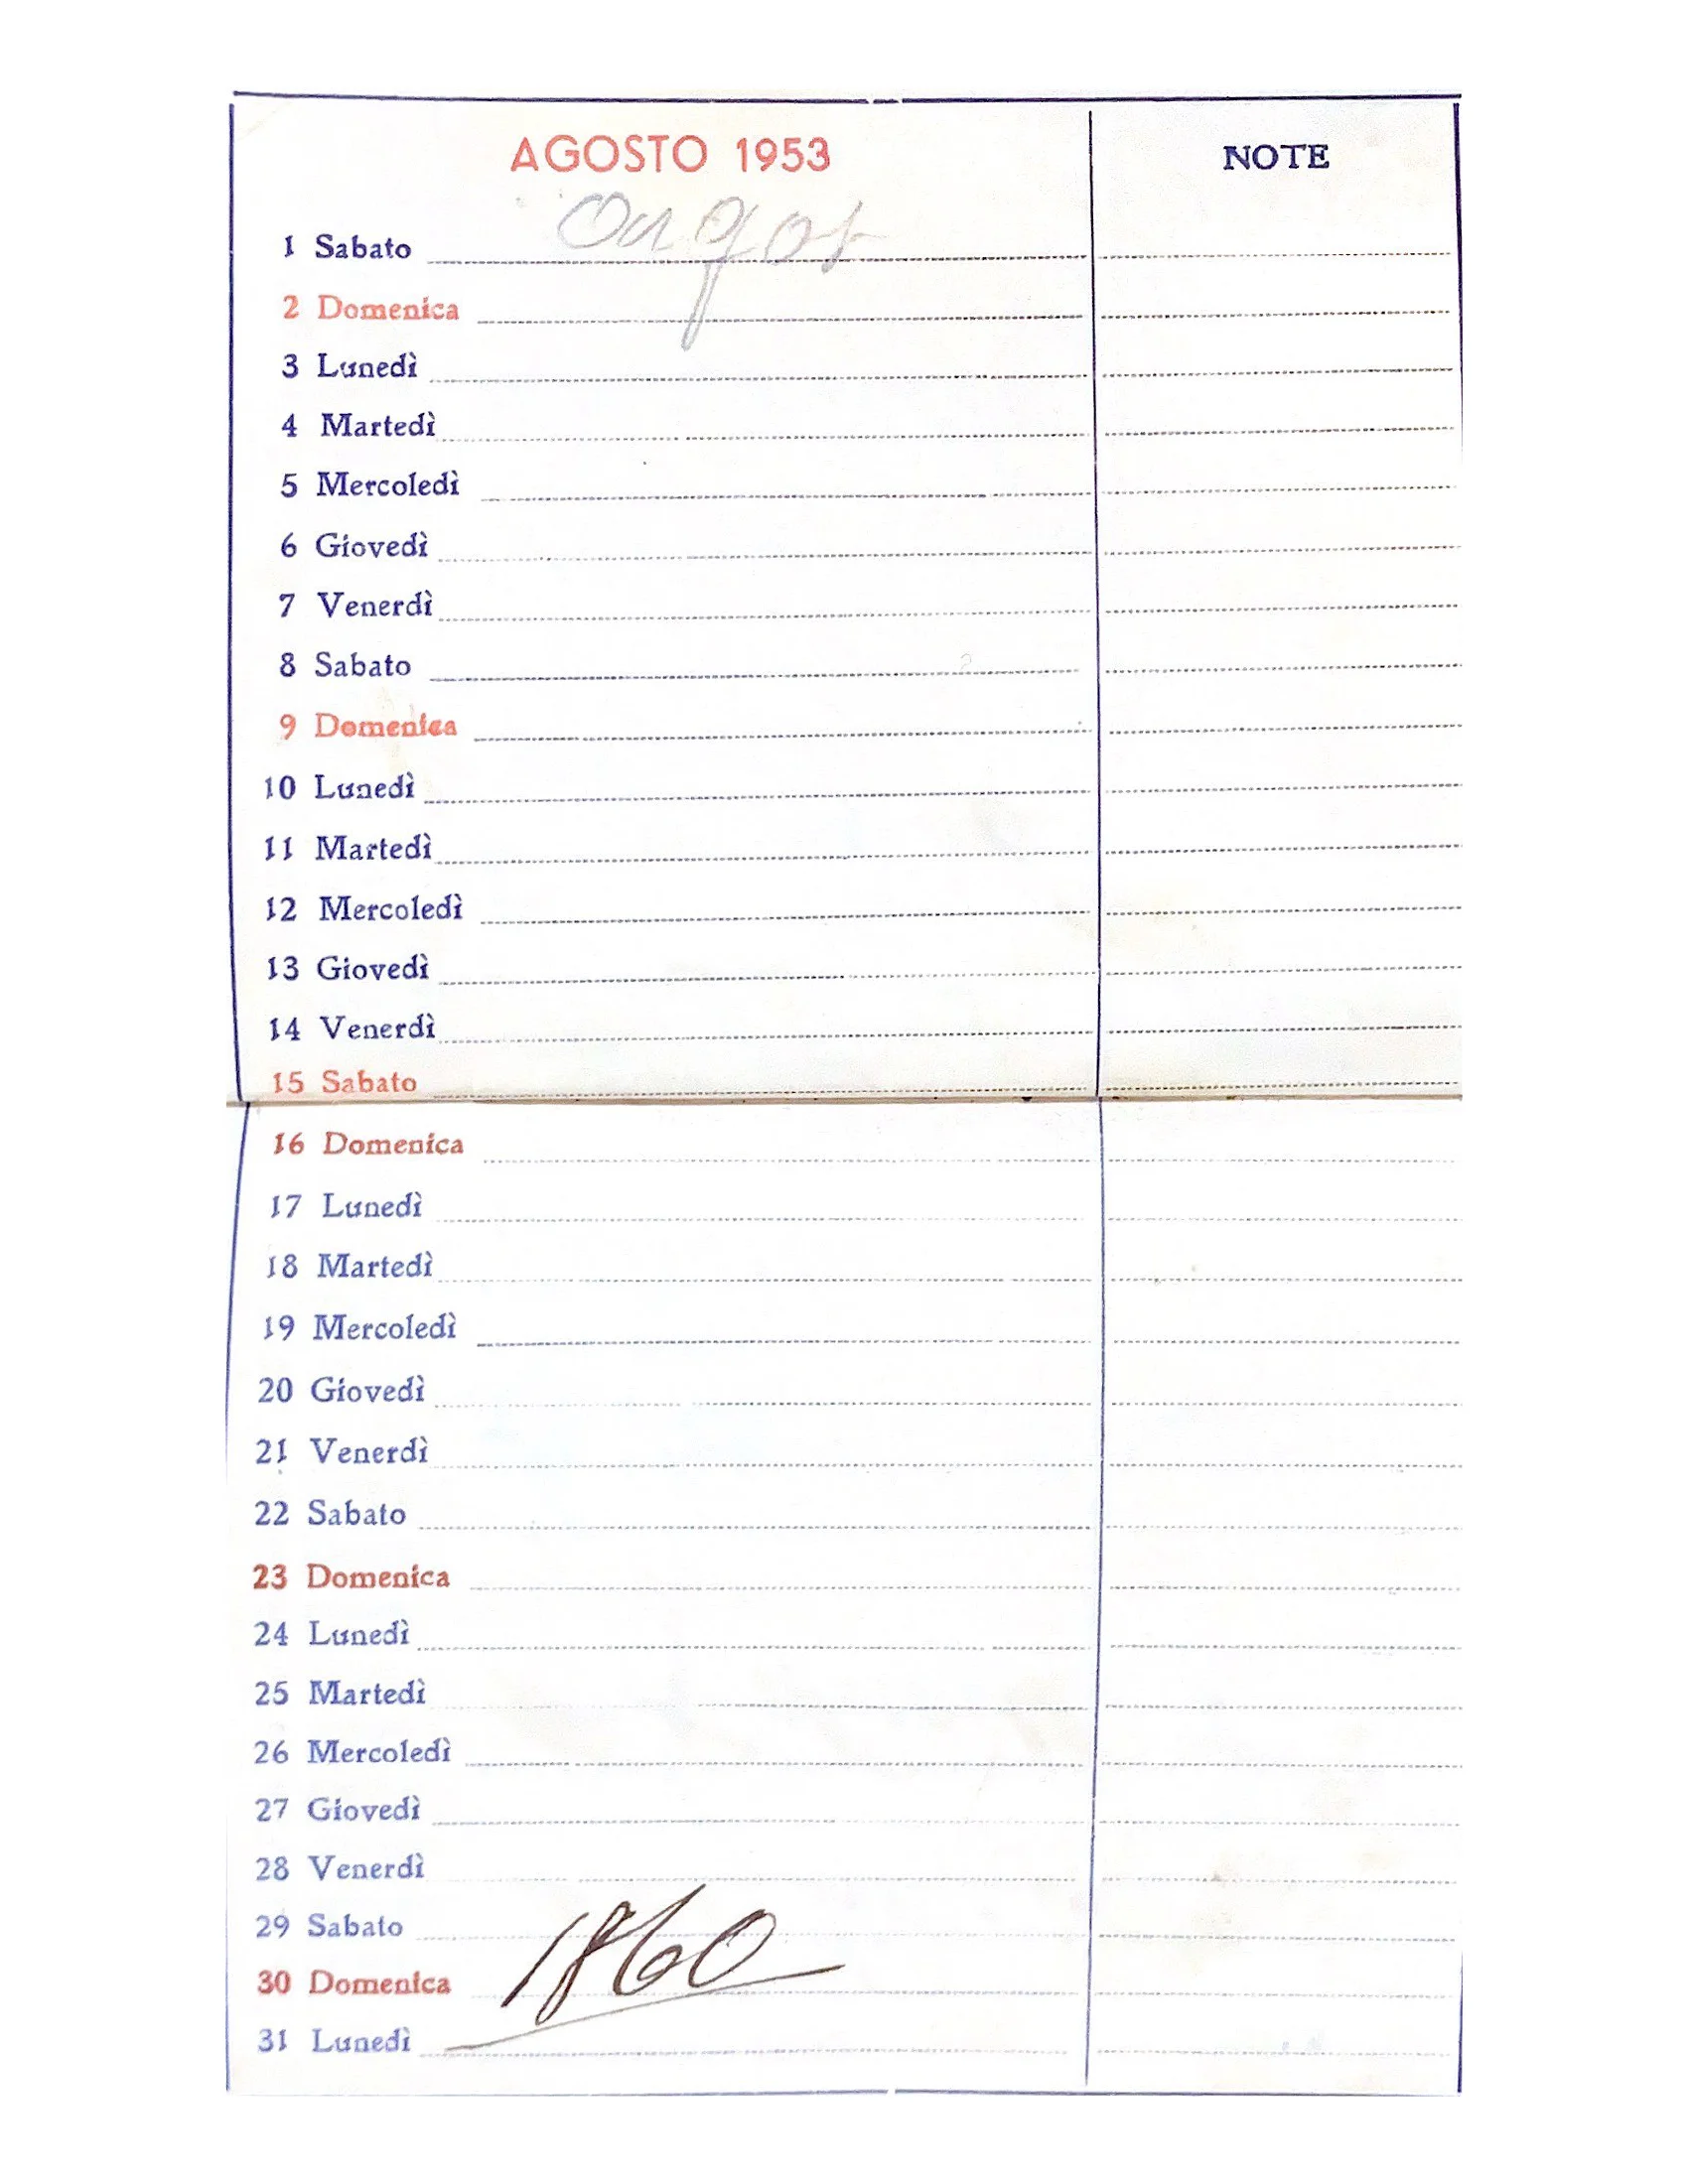 AGOSTO 1953
NOTE
1 Sabato
2 Domenica
3 Lunedì
4 Martedì
5 Mercoledì
6 Giovedì
7 Venerdì
8 Sabato
9 Domenica
10 Lunedì
11 Martedì
12 Mercoledì
13 Giovedì
14 Venerdì
15 Sabato
16 Domenica
17 Lunedì
18 Martedì
19 Mercoledì
20 Giovedì
21 Venerdì
22 Sabato
23 Domenica
24 Lunedì
25 Martedì
26 Mercoledì
27 Giovedì
28 Venerdì
29 Sabato
1860
30 Domenica
31 Lunedì